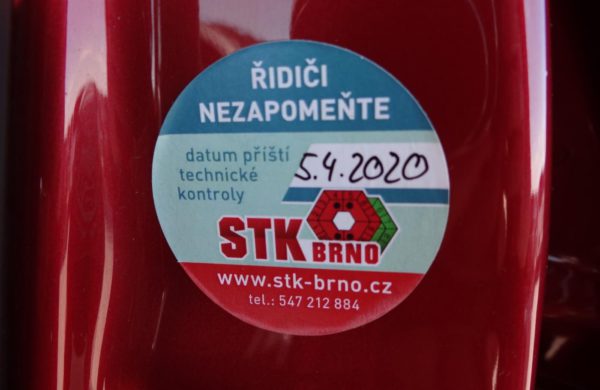 ŘIDIČI
NEZAPOMEŇTE
datum příští
technické
kontroly
5.4.2020
STK BRNO
www.stk-brno.cz
tel.: 547 212 884